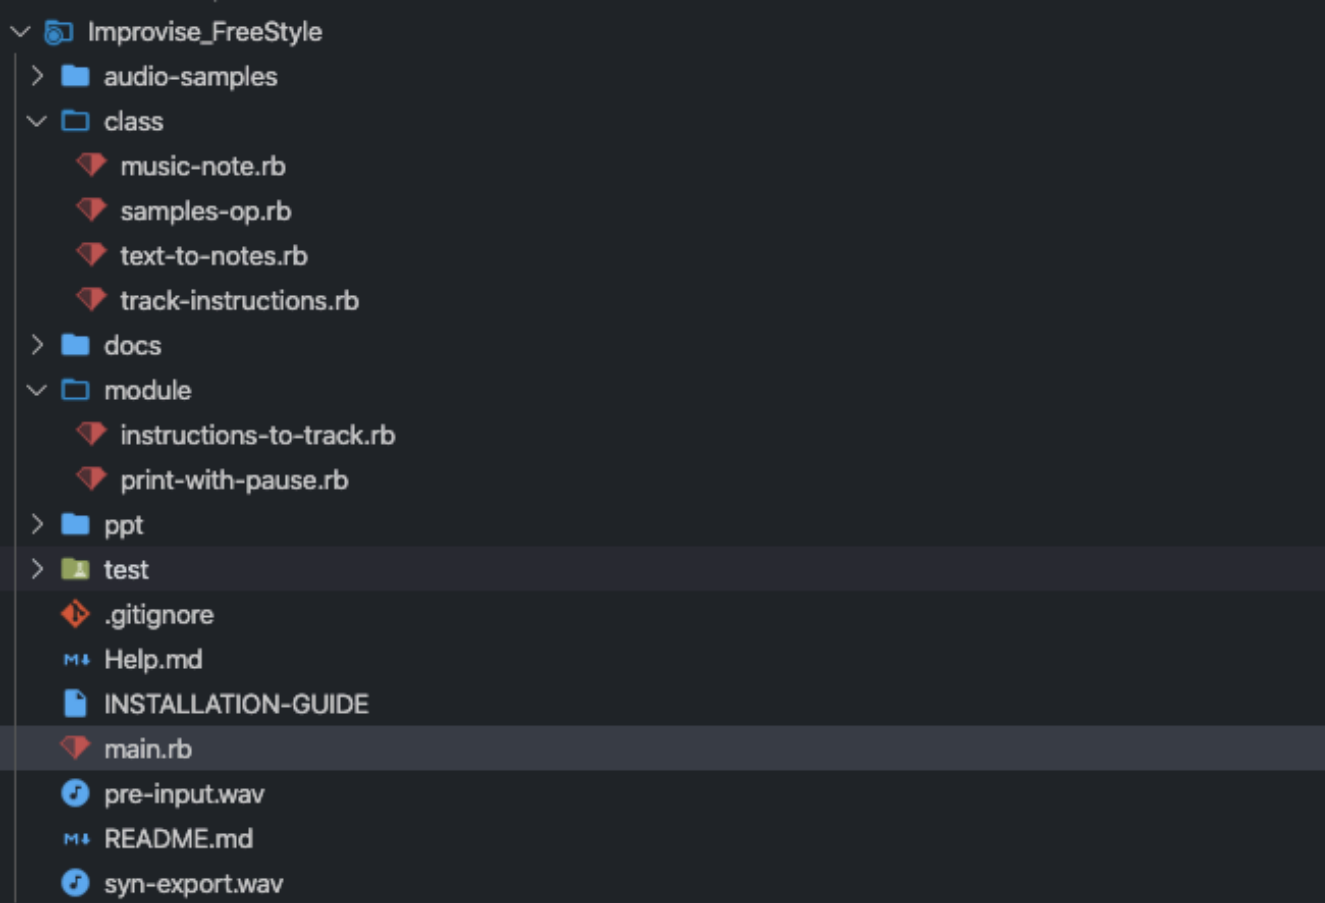 Improvise_FreeStyle
audio-samples
class
music-note.rb
samples-op.rb
text-to-notes.rb
track-instructions.rb
docs
module
instructions-to-track.rb
print-with-pause.rb
ppt
test
.gitignore
M Help.md
INSTALLATION-GUIDE
main.rb
pre-input.wav
M README.md
syn-export.wav